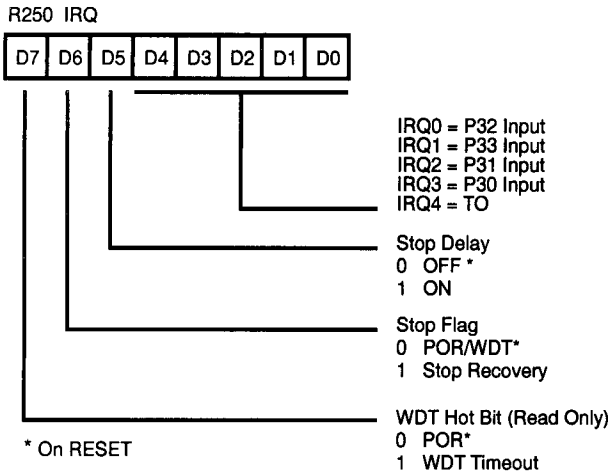 R250 IRQ
D7 D6 D5 D4 D3 D2 D1 D0
IRQ0 = P32 Input
IRQ1 = P33 Input
IRQ2 = P31 Input
IRQ3 = P30 Input
IRQ4 = TO
Stop Delay
0 OFF *
1 ON
Stop Flag
0 POR/WDT*
1 Stop Recovery
WDT Hot Bit (Read Only)
0 POR*
1 WDT Timeout
* On RESET